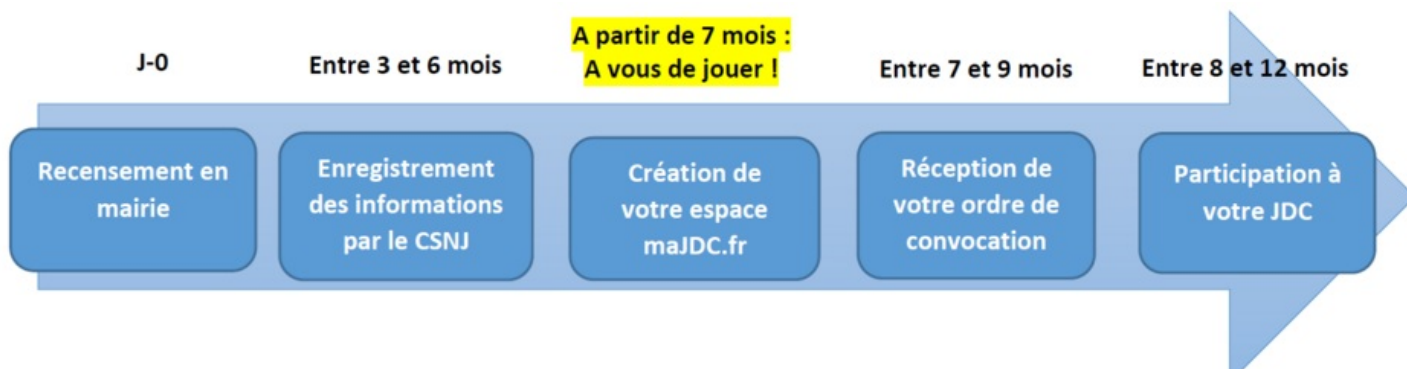 J-0
Entre 3 et 6 mois
A partir de 7 mois :
A vous de jouer !
Entre 7 et 9 mois
Entre 8 et 12 mois
Recensement en
mairie
Enregistrement
des informations
par le CSNJ
Création de
votre espace
maJDC.fr
Réception de
votre ordre de
convocation
Participation à
votre JDC